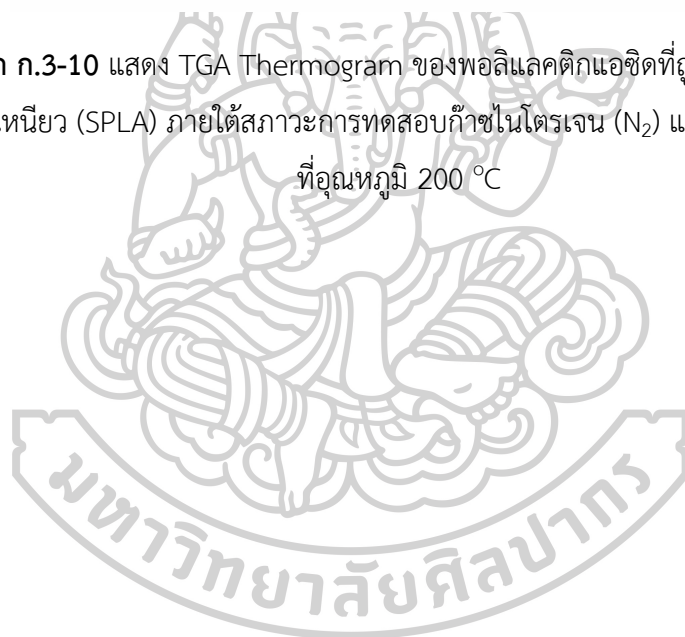 ก.3-10 แสดง TGA Thermogram ของพอลิแลคติกแอซิดที่
เหนียว (SPLA) ภายใต้สภาวะการทดสอบก๊าซไนโตรเจน (N₂)
ที่อุณหภูมิ 200 °C
มหาวิทยาลัยศิลปากร